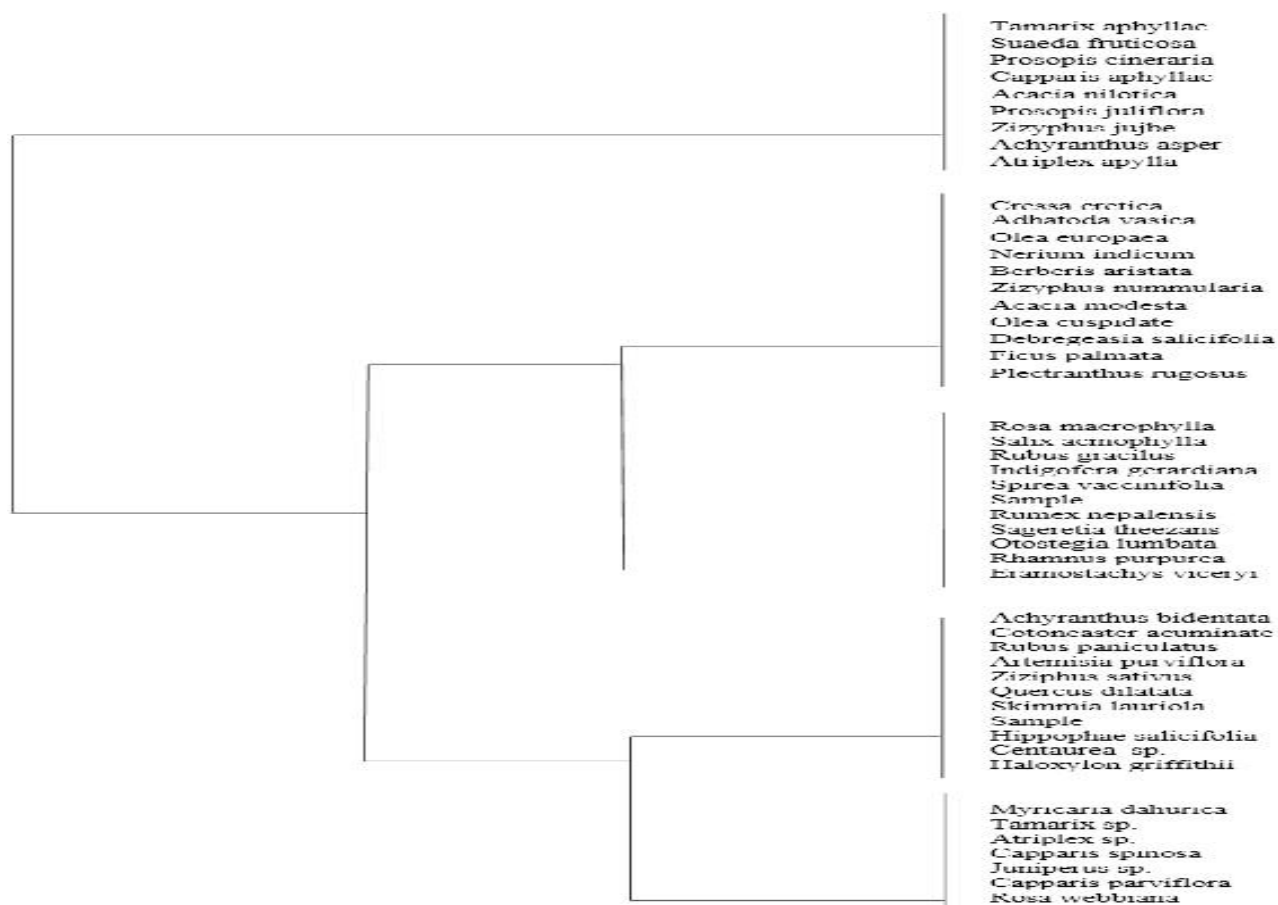 Tamarix aphyllae
Suaeda fruticosa
Prosopis cineraria
Capparis aphyllae
Acacia nilotica
Prosopis juliflora
Zizyphus jujbe
Achyranthus asper
Atriplex apylla
Cressa cretica
Adhatoda vasica
Olea europaea
Nerium indicum
Berberis aristata
Zizyphus nummularia
Acacia modesta
Olea cuspidate
Debregeasia salicifolia
Ficus palmata
Plectranthus rugosus
Rosa macrophylla
Salix acmophylla
Rubus gracilus
Indigofera gerardiana
Spirea vaccinifolia
Sample
Rumex nepalensis
Sageretia theezans
Otostegia lumbata
Rhamnus purpurea
Eramostachys viceryi
Achyranthus bidentata
Cotoneaster acuminate
Rubus paniculatus
Artemisia purviflora
Ziziphus sativus
Quercus dilatata
Skimmia lauriola
Sample
Hippophae salicifolia
Centaurea sp.
Haloxylon griffithii
Myricaria dahurica
Tamarix sp.
Atriplex sp.
Capparis spinosa
Juniperus sp.
Capparis parviflora
Rosa webbiana